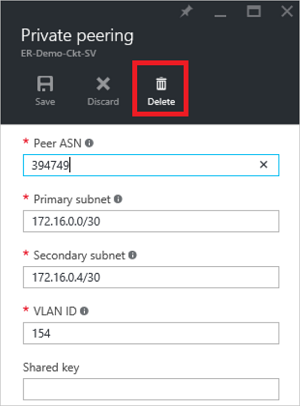 Private peering
ER-Demo-Ckt-SV
Save Discard Delete
* Peer ASN
394749
* Primary subnet
172.16.0.0/30
* Secondary subnet
172.16.0.4/30
* VLAN ID
154
Shared key